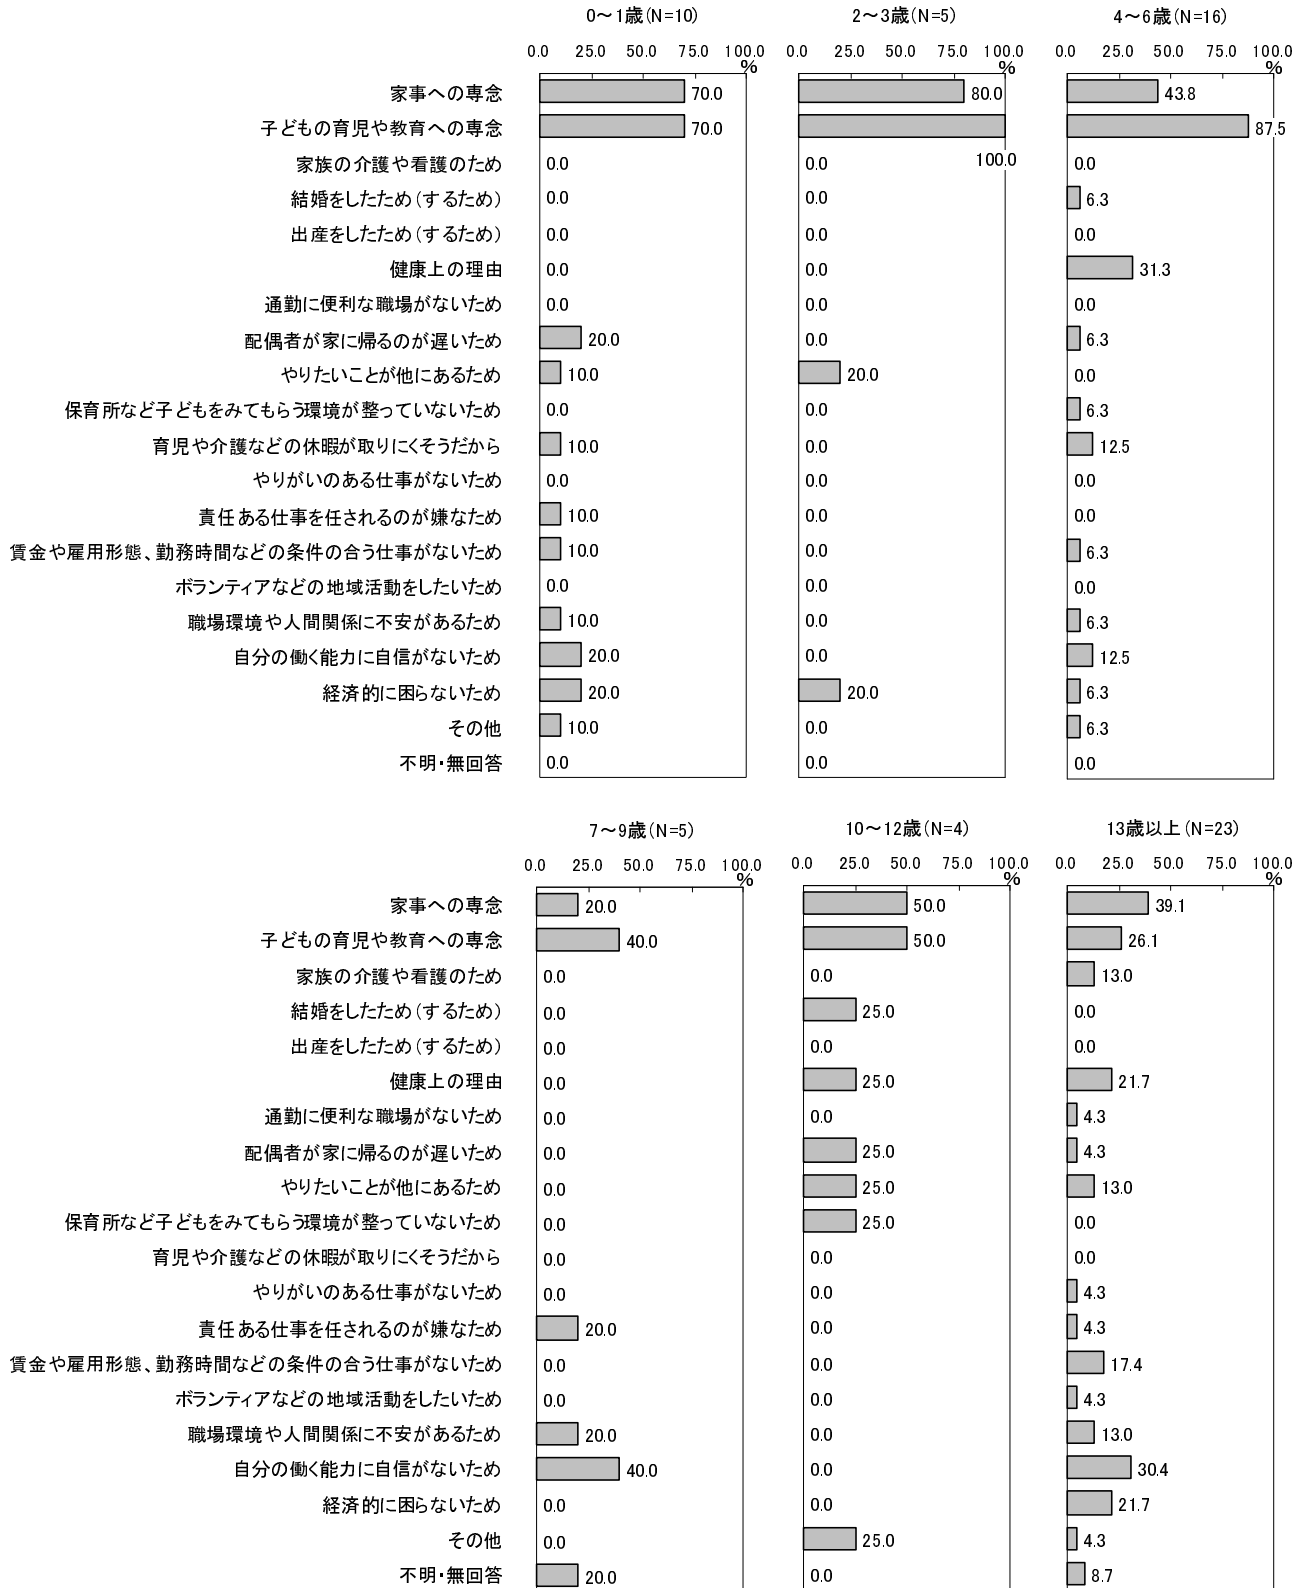 0～1歳(N=10) 2～3歳(N=5) 4～6歳(N=16)
0.0 25.0 50.0 75.0 100.0 0.0 25.0 50.0 75.0 100.0 0.0 25.0 50.0 75.0 100.0
% % %
家事への専念 70.0 80.0 43.8
子どもの育児や教育への専念 70.0 100.0 87.5
家族の介護や看護のため 0.0 0.0 0.0
結婚をしたため(するため) 0.0 0.0 6.3
出産をしたため(するため) 0.0 0.0 0.0
健康上の理由 0.0 0.0 31.3
通勤に便利な職場がないため 0.0 0.0 0.0
配偶者が家に帰るのが遅いため 20.0 0.0 6.3
やりたいことが他にあるため 10.0 20.0 0.0
保育所など子どもをみてもらう環境が整っていないため 0.0 0.0 6.3
育児や介護などの休暇が取りにくそうだから 10.0 0.0 12.5
やりがいのある仕事がないため 0.0 0.0 0.0
責任ある仕事を任されるのが嫌なため 10.0 0.0 0.0
賃金や雇用形態、勤務時間などの条件の合う仕事がないため 10.0 0.0 6.3
ボランティアなどの地域活動をしたいため 0.0 0.0 0.0
職場環境や人間関係に不安があるため 10.0 0.0 6.3
自分の働く能力に自信がないため 20.0 0.0 12.5
経済的に困らないため 20.0 20.0 6.3
その他 10.0 0.0 6.3
不明・無回答 0.0 0.0 0.0
7～9歳(N=5) 10～12歳(N=4) 13歳以上(N=23)
0.0 25.0 50.0 75.0 100.0 0.0 25.0 50.0 75.0 100.0 0.0 25.0 50.0 75.0 100.0
% % %
家事への専念 20.0 50.0 39.1
子どもの育児や教育への専念 40.0 50.0 26.1
家族の介護や看護のため 0.0 0.0 13.0
結婚をしたため(するため) 0.0 25.0 0.0
出産をしたため(するため) 0.0 0.0 0.0
健康上の理由 0.0 25.0 21.7
通勤に便利な職場がないため 0.0 0.0 4.3
配偶者が家に帰るのが遅いため 0.0 25.0 4.3
やりたいことが他にあるため 0.0 25.0 13.0
保育所など子どもをみてもらう環境が整っていないため 0.0 25.0 0.0
育児や介護などの休暇が取りにくそうだから 0.0 0.0 0.0
やりがいのある仕事がないため 0.0 0.0 4.3
責任ある仕事を任されるのが嫌なため 20.0 0.0 4.3
賃金や雇用形態、勤務時間などの条件の合う仕事がないため 0.0 0.0 17.4
ボランティアなどの地域活動をしたいため 0.0 0.0 4.3
職場環境や人間関係に不安があるため 20.0 0.0 13.0
自分の働く能力に自信がないため 40.0 0.0 30.4
経済的に困らないため 0.0 0.0 21.7
その他 0.0 25.0 4.3
不明・無回答 20.0 0.0 8.7